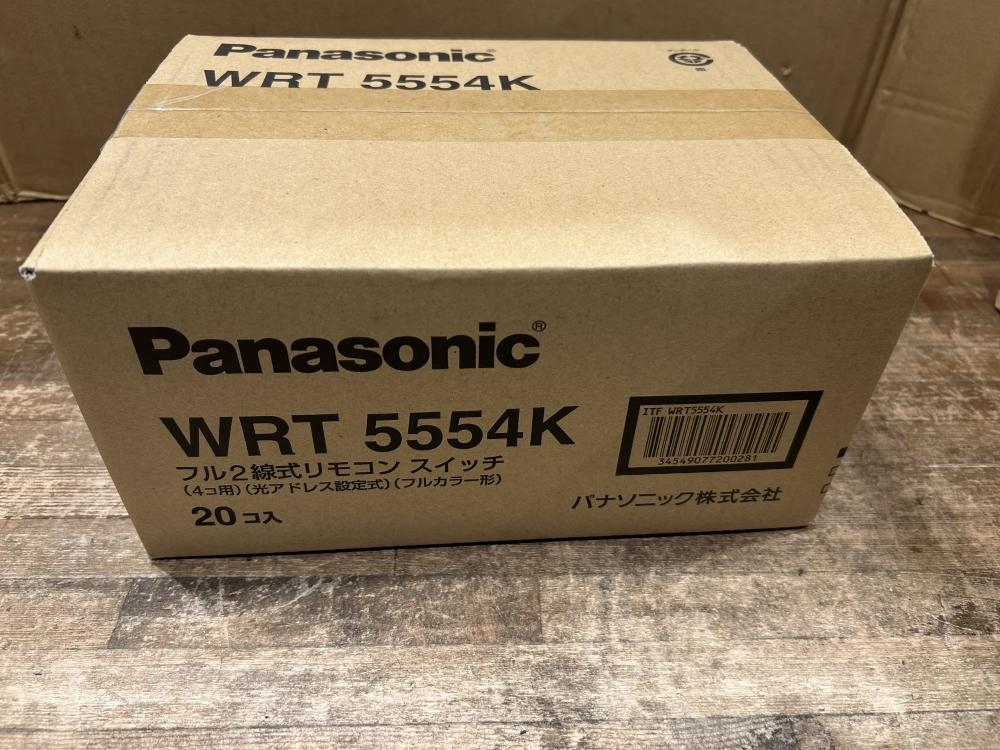 Panasonic®
WRT 5554K
Panasonic®
WRT 5554K
フル2線式リモコン スイッチ
(4コ用)(光アドレス設定式)(フルカラー形)
20コ入
ITF WRT5554K
34549077200281
パナソニック株式会社